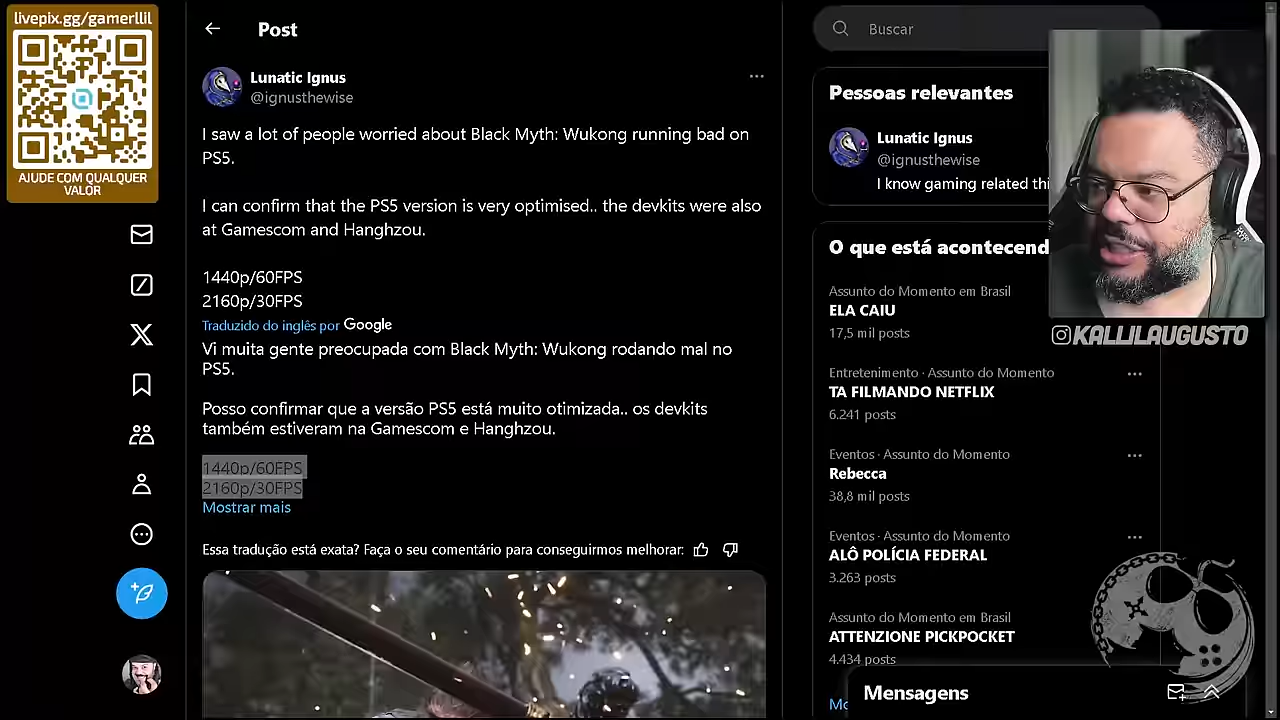 livepix.gg/gamerllil
AJUDE COM QUALQUER
VALOR
Post
Lunatic Ignus
@ignusthewise
I saw a lot of people worried about Black Myth: Wukong running bad on
PS5.
I can confirm that the PS5 version is very optimised.. the devkits were also
at Gamescom and Hanghzou.
1440p/60FPS
2160p/30FPS
Traduzido do inglês por Google
Vi muita gente preocupada com Black Myth: Wukong rodando mal no
PS5.
Posso confirmar que a versão PS5 está muito otimizada.. os devkits
também estiveram na Gamescom e Hanghzou.
1440p/60FPS
2160p/30FPS
Mostrar mais
Essa tradução está exata? Faça o seu comentário para conseguirmos melhorar:
Buscar
Pessoas relevantes
Lunatic Ignus
@ignusthewise
I know gaming related thi
O que está acontecend
Assunto do Momento em Brasil
ELA CAIU
17,5 mil posts
Entretenimento · Assunto do Momento
TA FILMANDO NETFLIX
6.241 posts
Eventos · Assunto do Momento
Rebecca
38,8 mil posts
Eventos · Assunto do Momento
ALÔ POLÍCIA FEDERAL
3.263 posts
Assunto do Momento em Brasil
ATTENZIONE PICKPOCKET
4.434 posts
Mo
Mensagens
KALLILAUGUSTO